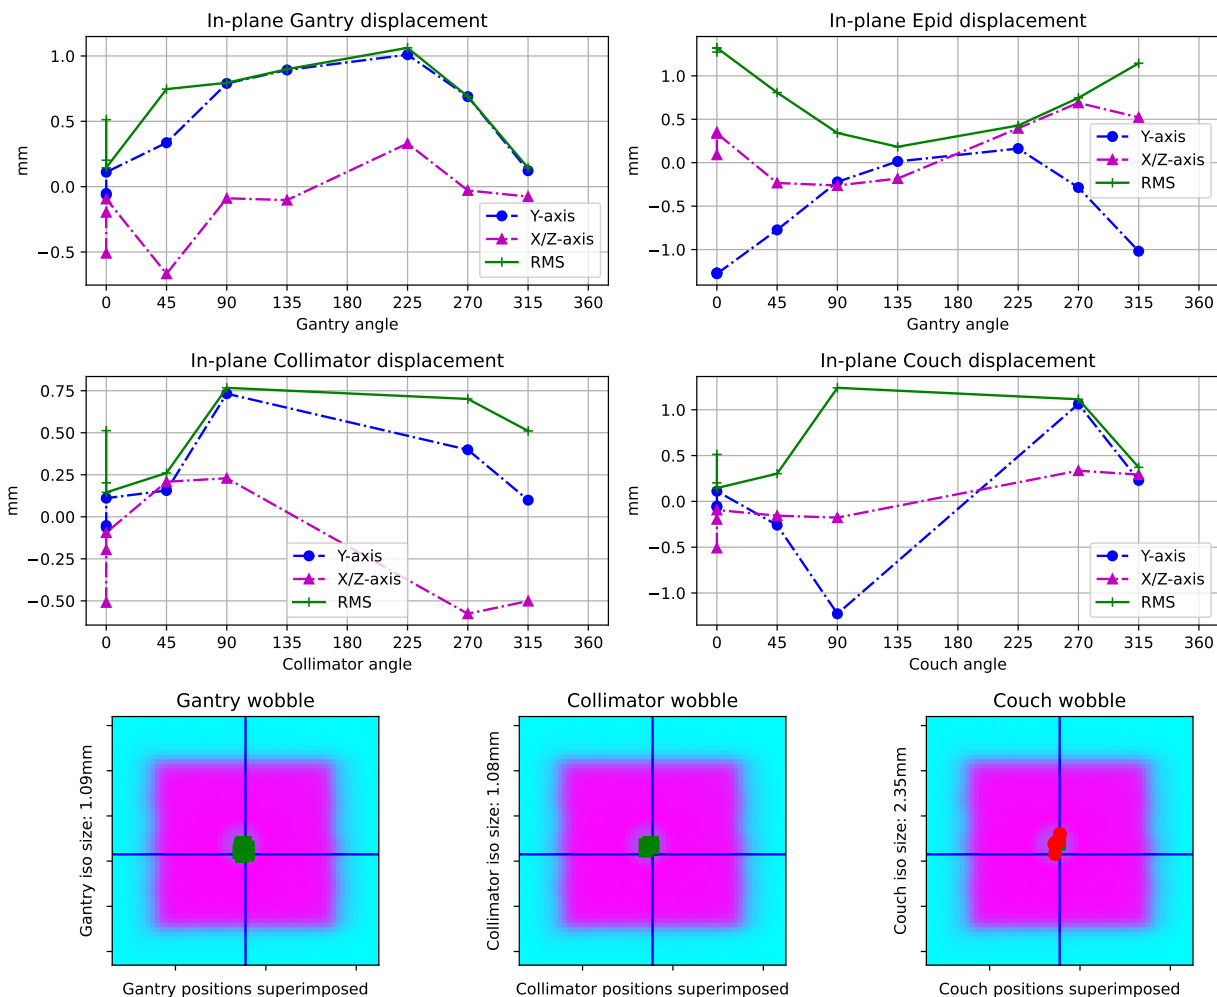 In-plane Gantry displacement
mm
1.0
0.5
0.0
−0.5
Y-axis
X/Z-axis
RMS
0 45 90 135 180 225 270 315 360
Gantry angle
In-plane Epid displacement
mm
1.0
0.5
0.0
−0.5
−1.0
Y-axis
X/Z-axis
RMS
0 45 90 135 180 225 270 315 360
Gantry angle
In-plane Collimator displacement
mm
0.75
0.50
0.25
0.00
−0.25
−0.50
Y-axis
X/Z-axis
RMS
0 45 90 135 180 225 270 315 360
Collimator angle
In-plane Couch displacement
mm
1.0
0.5
0.0
−0.5
−1.0
Y-axis
X/Z-axis
RMS
0 45 90 135 180 225 270 315 360
Couch angle
Gantry wobble
Gantry iso size: 1.09mm
Gantry positions superimposed
Collimator wobble
Collimator iso size: 1.08mm
Collimator positions superimposed
Couch wobble
Couch iso size: 2.35mm
Couch positions superimposed